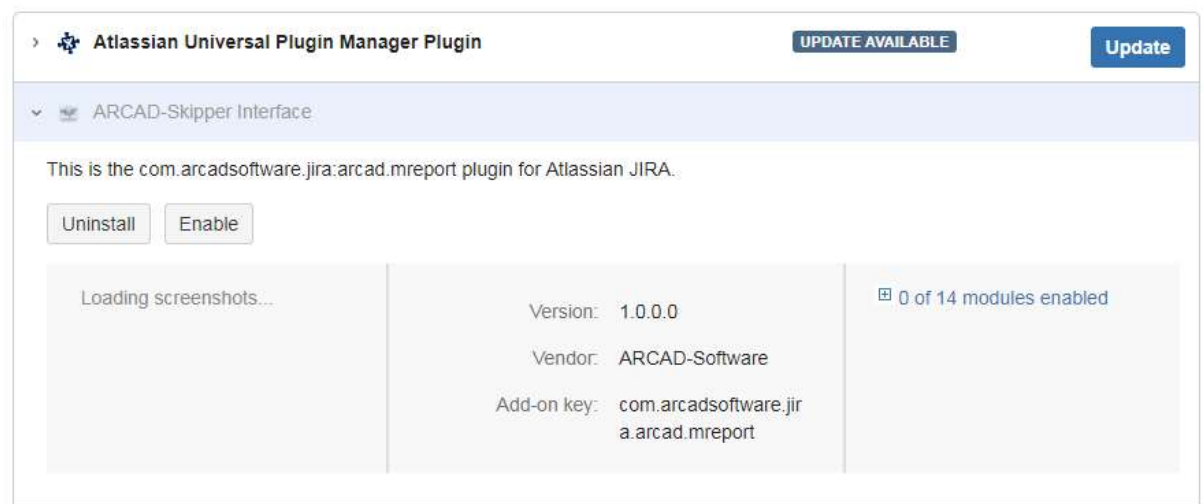 Atlassian Universal Plugin Manager Plugin UPDATE AVAILABLE Update
ARCAD-Skipper Interface
This is the com.arcadsoftware.jira:arcad.mreport plugin for Atlassian JIRA.
Uninstall Enable
Loading screenshots...
Version: 1.0.0.0
Vendor: ARCAD-Software
Add-on key: com.arcadsoftware.jir
a.arcad.mreport
0 of 14 modules enabled